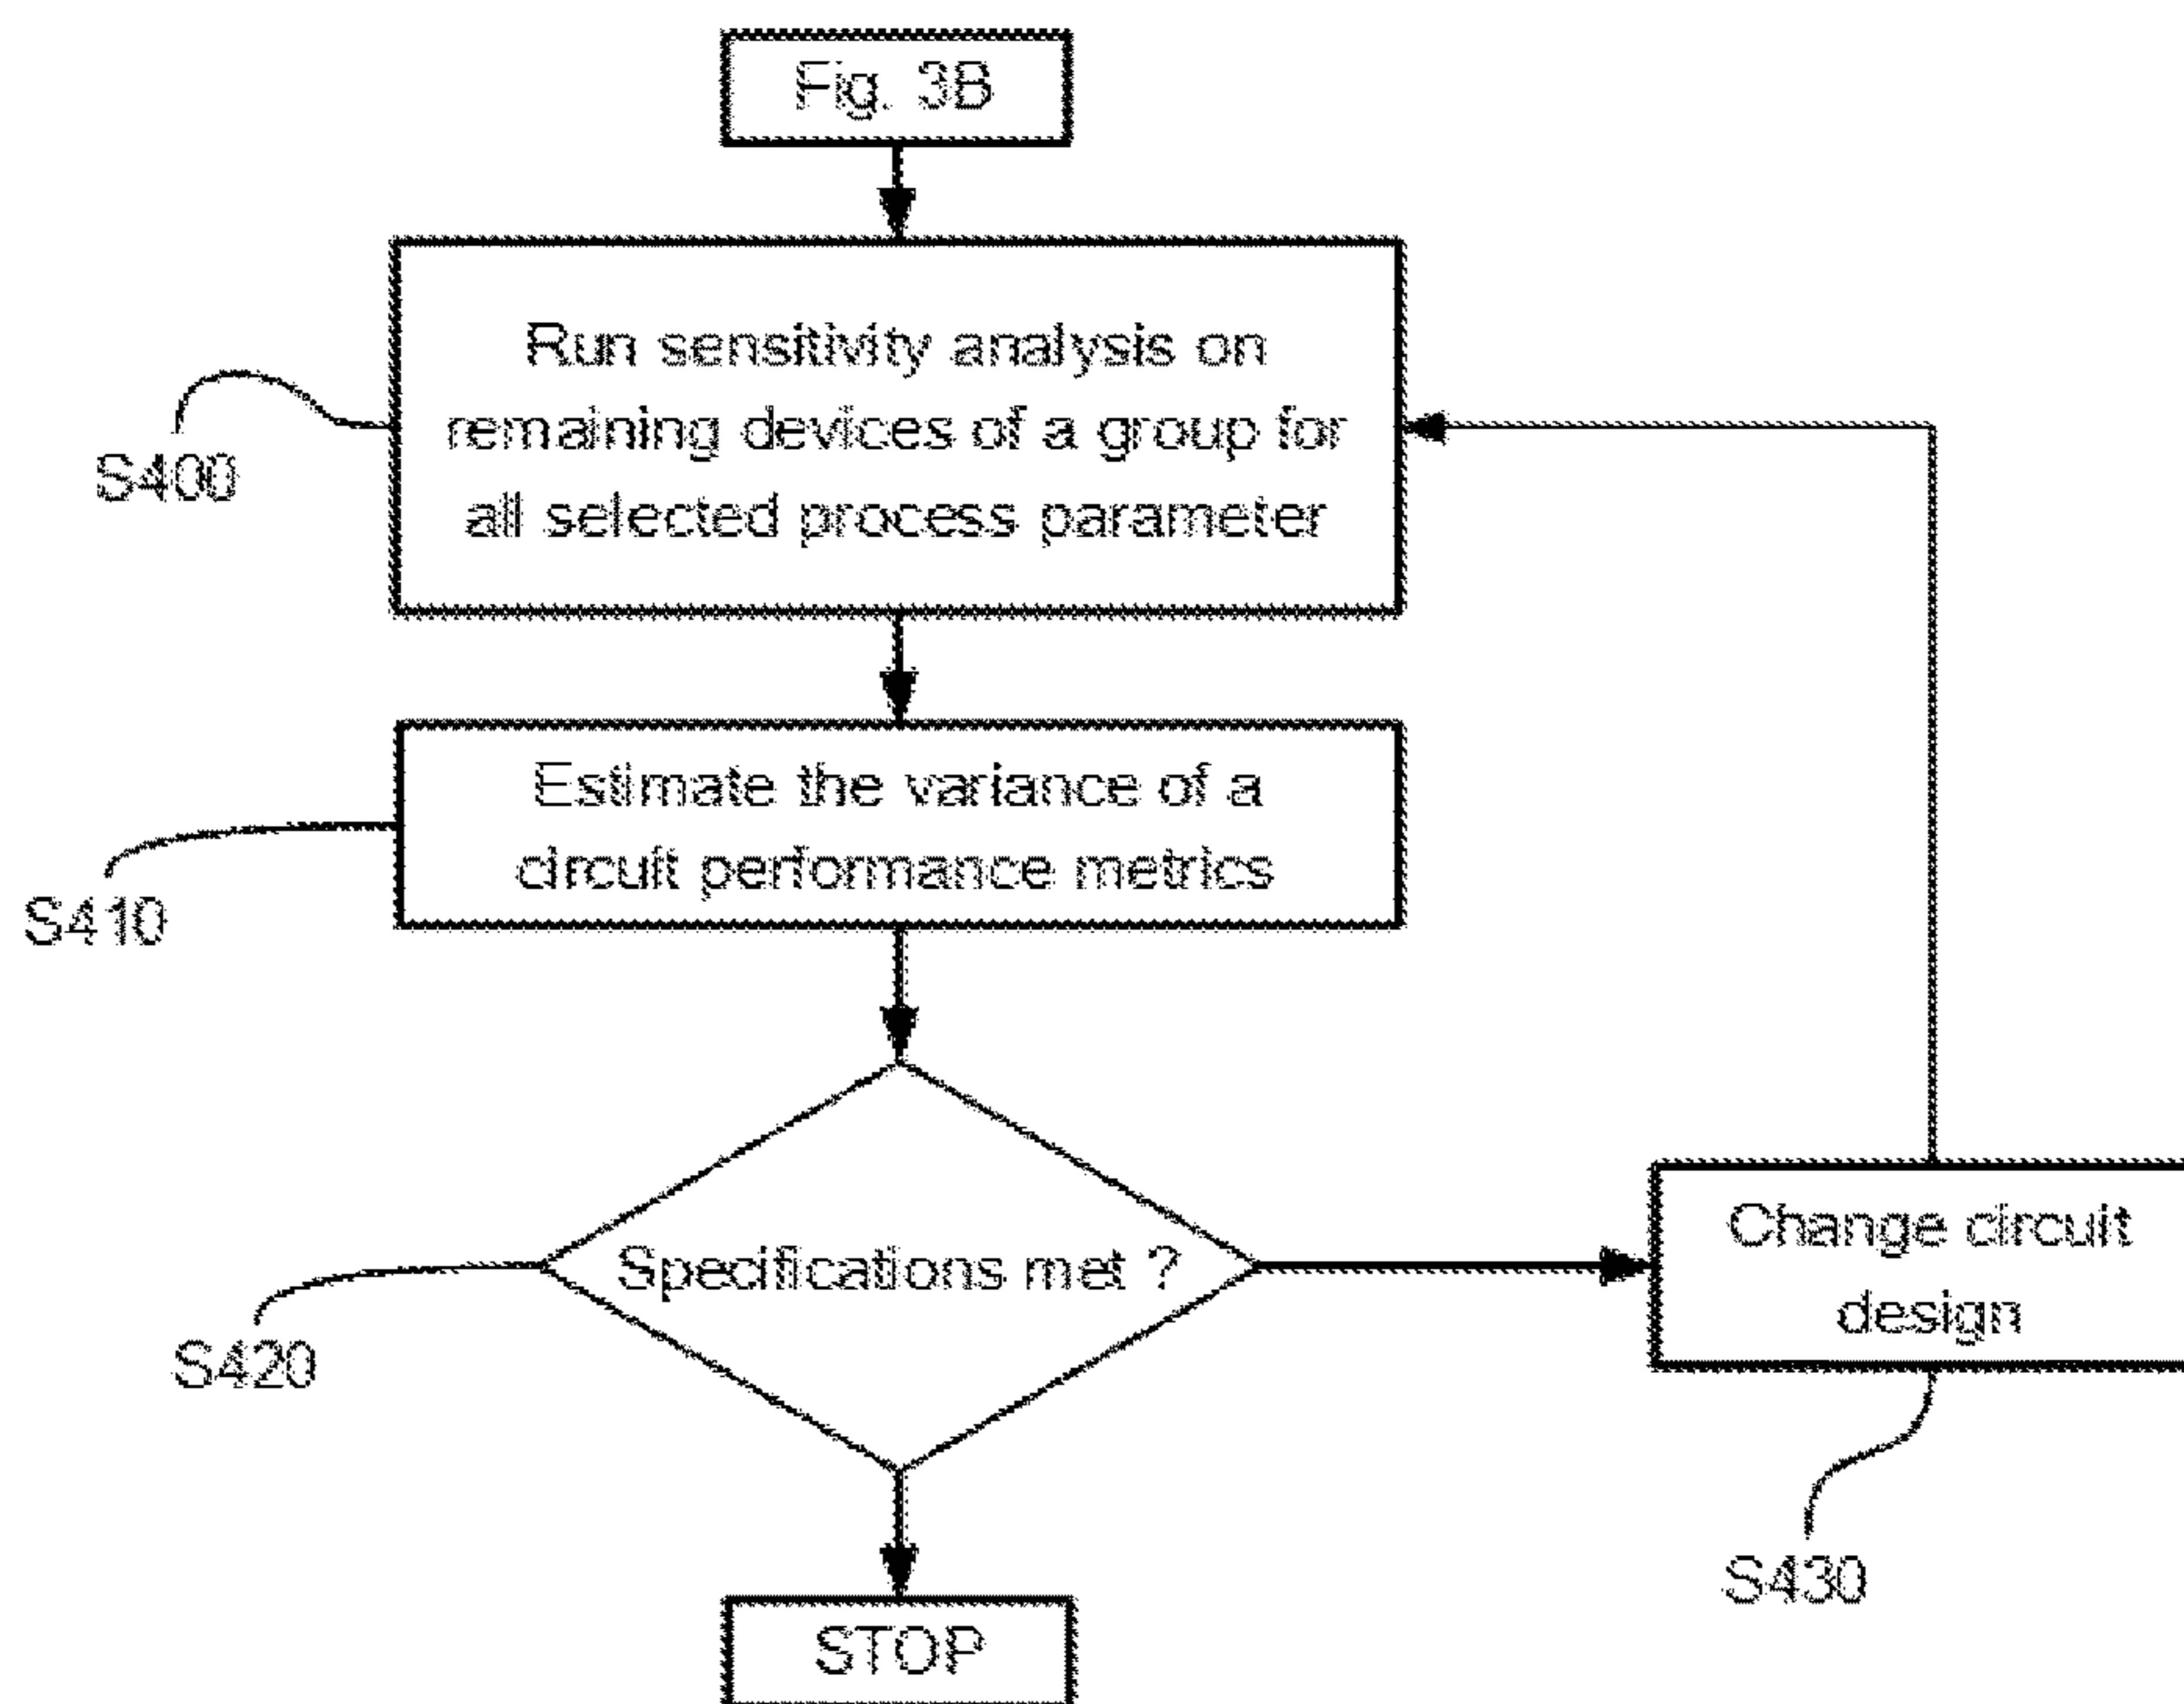 Fig. 3B
Run sensitivity analysis on
remaining devices of a group for
all selected process parameter
S400
Estimate the variance of a
circuit performance metrics
S410
Specifications met ?
S420
Change circuit
design
S430
STOP